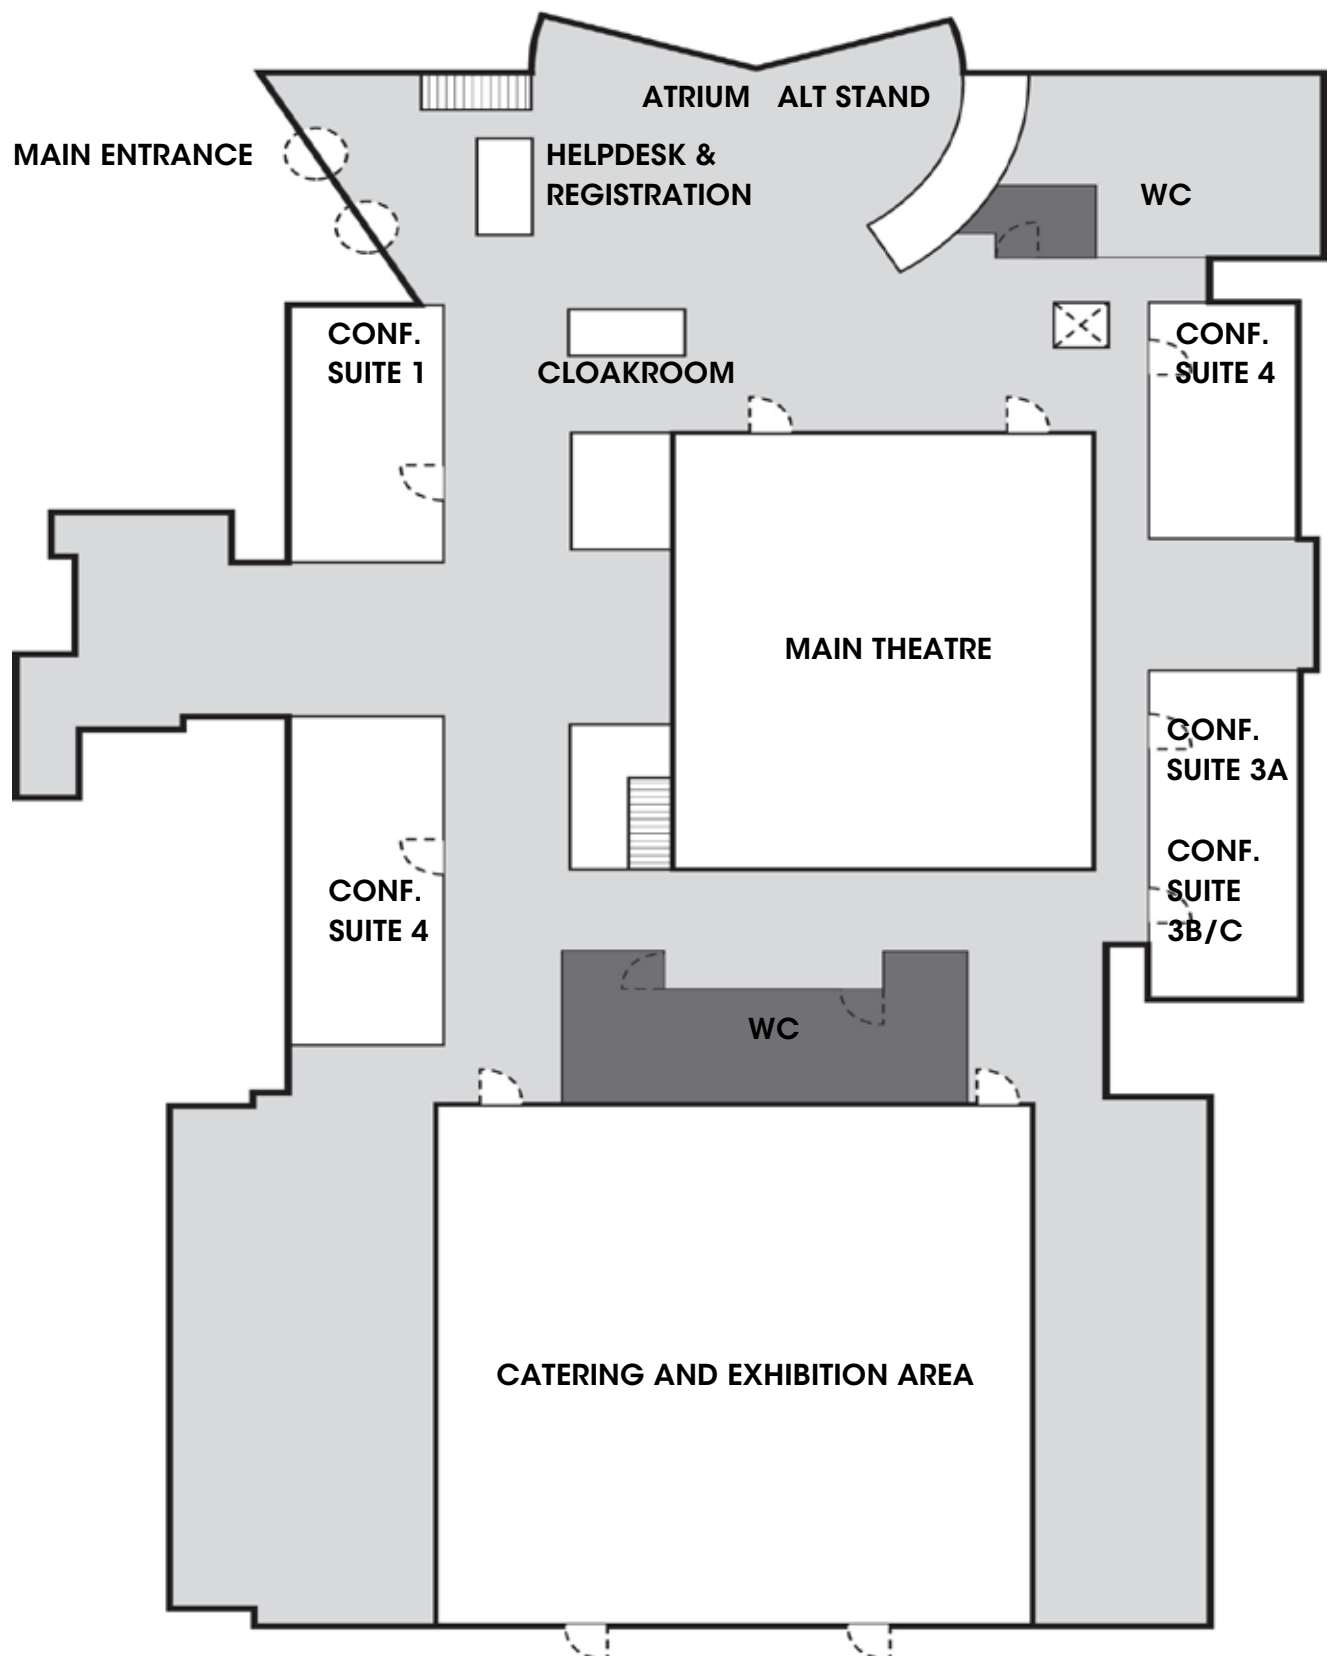 ATRIUM ALT STAND
MAIN ENTRANCE
HELPDESK &
REGISTRATION
WC
CONF.
SUITE 1
CLOAKROOM
CONF.
SUITE 4
MAIN THEATRE
CONF.
SUITE 3A
CONF.
SUITE
3B/C
CONF.
SUITE 4
WC
CATERING AND EXHIBITION AREA